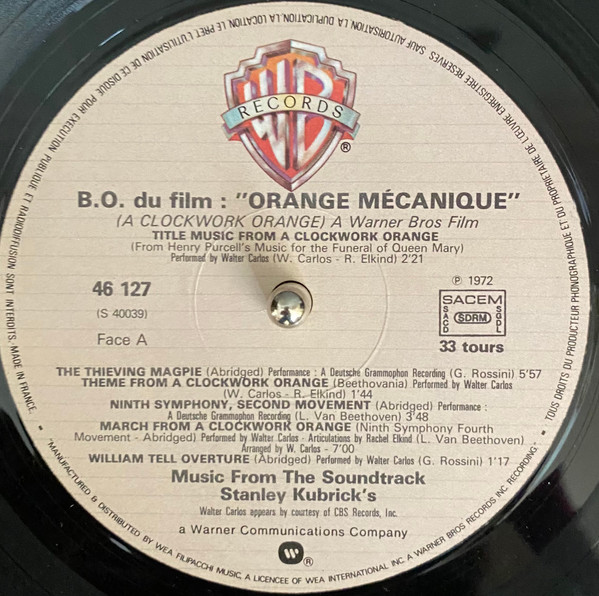 TOUS DROITS DU PRODUCTEUR PHONOGRAPHIQUE ET DU PROPRIETAIRE DE L'ŒUVRE ENREGISTREE RESERVES. SAUF AUTORISATION LA DUPLICATION, LA LOCATION, LE PRET, L'UTILISATION DE CE DISQUE POUR EXECUTION PUBLIQUE ET RADIODIFFUSION SONT INTERDITS. MADE IN FRANCE.
WB
RECORDS
®
B.O. du film : "ORANGE MÉCANIQUE"
(A CLOCKWORK ORANGE) A Warner Bros Film
TITLE MUSIC FROM A CLOCKWORK ORANGE
(From Henry Purcell's Music for the Funeral of Queen Mary)
Performed by Walter Carlos (W. Carlos - R. Elkind) 2'21
46 127
(S 40039)
Face A
℗ 1972
SACEM
SACD
SDRM
SGDL
33 tours
THE THIEVING MAGPIE (Abridged) Performance : A Deutsche Grammophon Recording (G. Rossini) 5'57
THEME FROM A CLOCKWORK ORANGE (Beethovania) Performed by Walter Carlos
(W. Carlos - R. Elkind) 1'44
NINTH SYMPHONY, SECOND MOVEMENT (Abridged) Performance :
A Deutsche Grammophon Recording (L. Van Beethoven) 3'48
MARCH FROM A CLOCKWORK ORANGE (Ninth Symphony Fourth
Movement - Abridged) Performed by Walter Carlos - Articulations by Rachel Elkind (L. Van Beethoven)
Arranged by W. Carlos - 7'00
WILLIAM TELL OVERTURE (Abridged) Performed by Walter Carlos (G. Rossini) 1'17
Music From The Soundtrack
Stanley Kubrick's
Walter Carlos appears by courtesy of CBS Records, Inc.
a Warner Communications Company
W ®
"MANUFACTURED & DISTRIBUTED BY WEA FILIPACCHI MUSIC, A LICENCEE OF WEA INTERNATIONAL INC. A WARNER BROS RECORDS INC RECORDING"